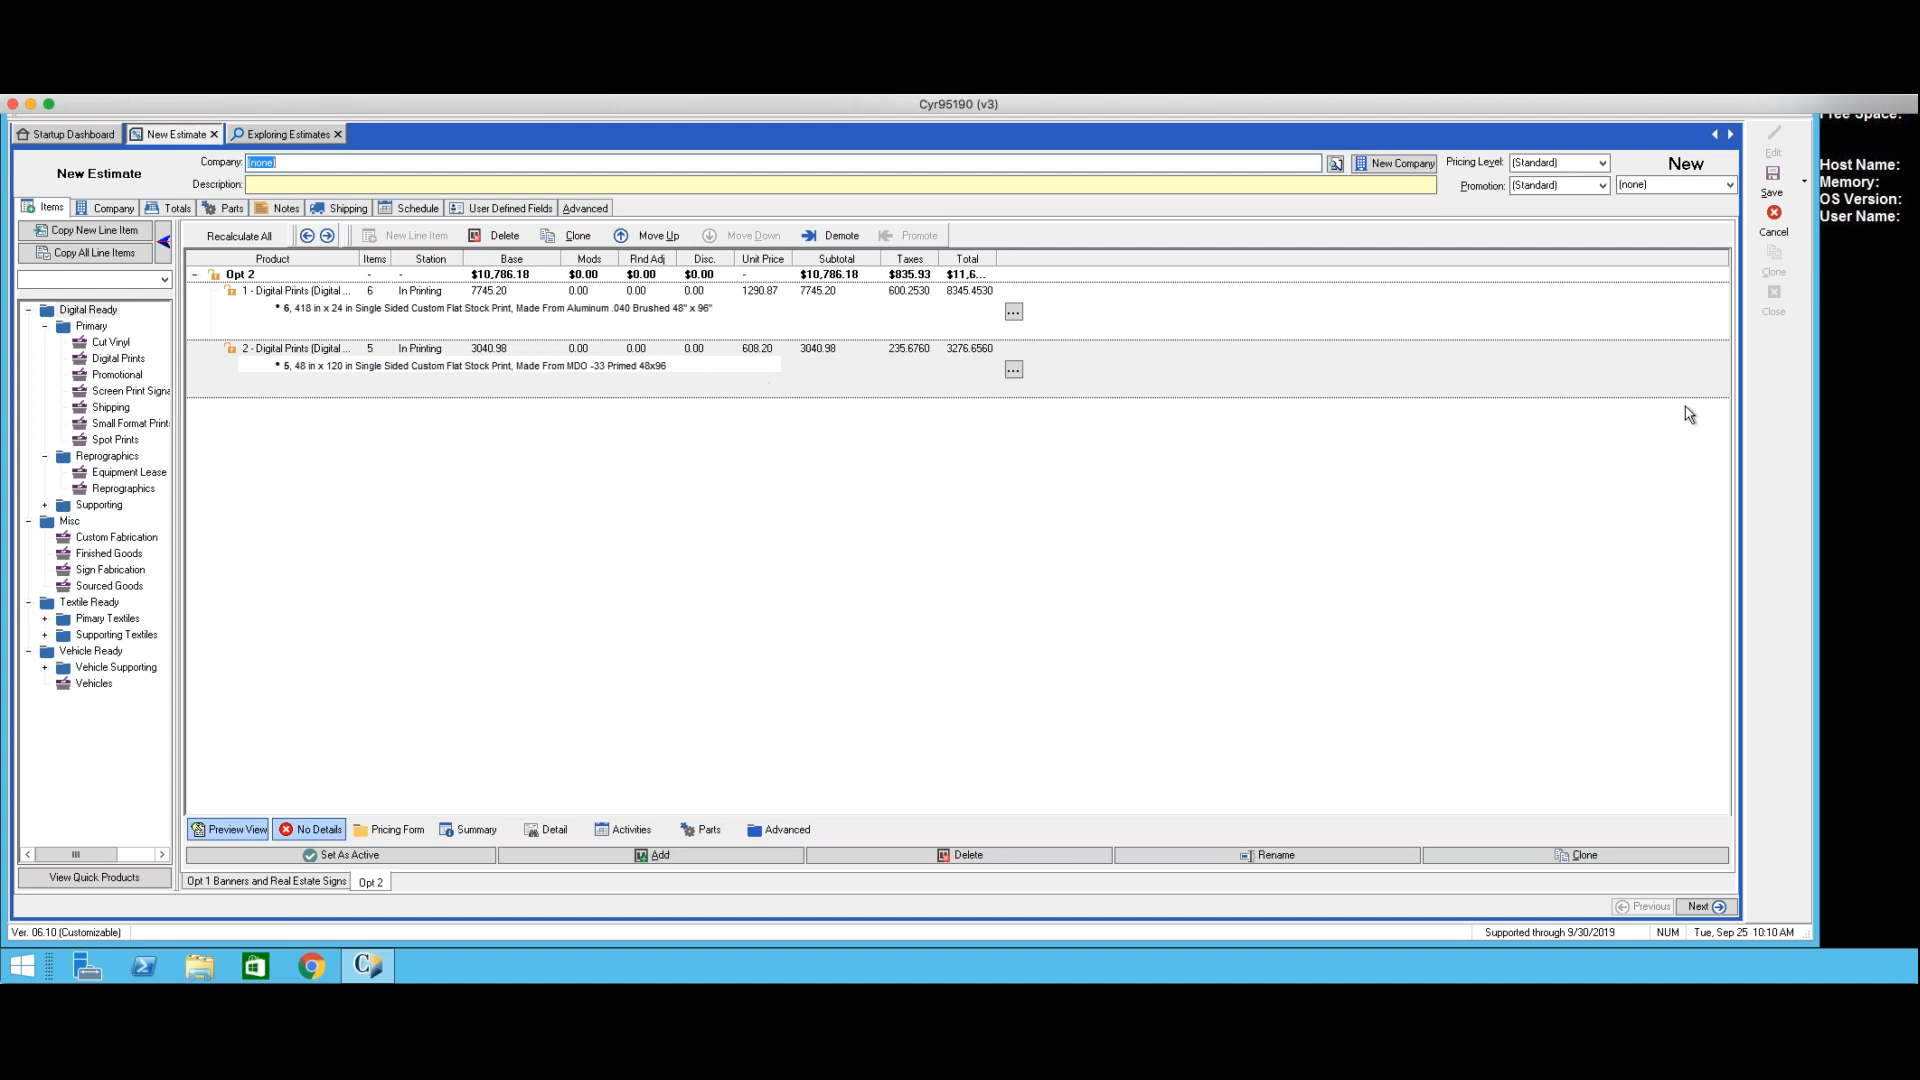 Cyr95190 (v3)
Free Space:
Startup Dashboard
New Estimate
Exploring Estimates
Edit
New Estimate
Company:
(none)
New Company
Pricing Level:
(Standard)
New
Host Name:
Memory:
Description:
Promotion:
(Standard)
(none)
Save
OS Version:
User Name:
Items
Company
Totals
Parts
Notes
Shipping
Schedule
User Defined Fields
Advanced
Cancel
Copy New Line Item
Recalculate All
New Line Item
Delete
Clone
Move Up
Move Down
Demote
Promote
Copy All Line Items
Product Items Station Base Mods Rnd Adj Disc. Unit Price Subtotal Taxes Total
Clone
Opt 2 - - $10,786.18 $0.00 $0.00 $0.00 - $10,786.18 $835.93 $11,6...
1 - Digital Prints (Digital ... 6 In Printing 7745.20 0.00 0.00 0.00 1290.87 7745.20 600.2530 8345.4530
• 6, 418 in x 24 in Single Sided Custom Flat Stock Print, Made From Aluminum .040 Brushed 48" x 96"
...
Close
2 - Digital Prints (Digital ... 5 In Printing 3040.98 0.00 0.00 0.00 608.20 3040.98 235.6760 3276.6560
• 5, 48 in x 120 in Single Sided Custom Flat Stock Print, Made From MDO -33 Primed 48x96
...
Digital Ready
Primary
Cut Vinyl
Digital Prints
Promotional
Screen Print Signa
Shipping
Small Format Print
Spot Prints
Reprographics
Equipment Lease
Reprographics
Supporting
Misc
Custom Fabrication
Finished Goods
Sign Fabrication
Sourced Goods
Textile Ready
Pimary Textiles
Supporting Textiles
Vehicle Ready
Vehicle Supporting
Vehicles
Preview View
No Details
Pricing Form
Summary
Detail
Activities
Parts
Advanced
Set As Active
Add
Delete
Rename
Clone
View Quick Products
Opt 1 Banners and Real Estate Signs
Opt 2
Previous
Next
Ver. 06.10 (Customizable)
Supported through 9/30/2019
NUM
Tue, Sep 25 10:10 AM